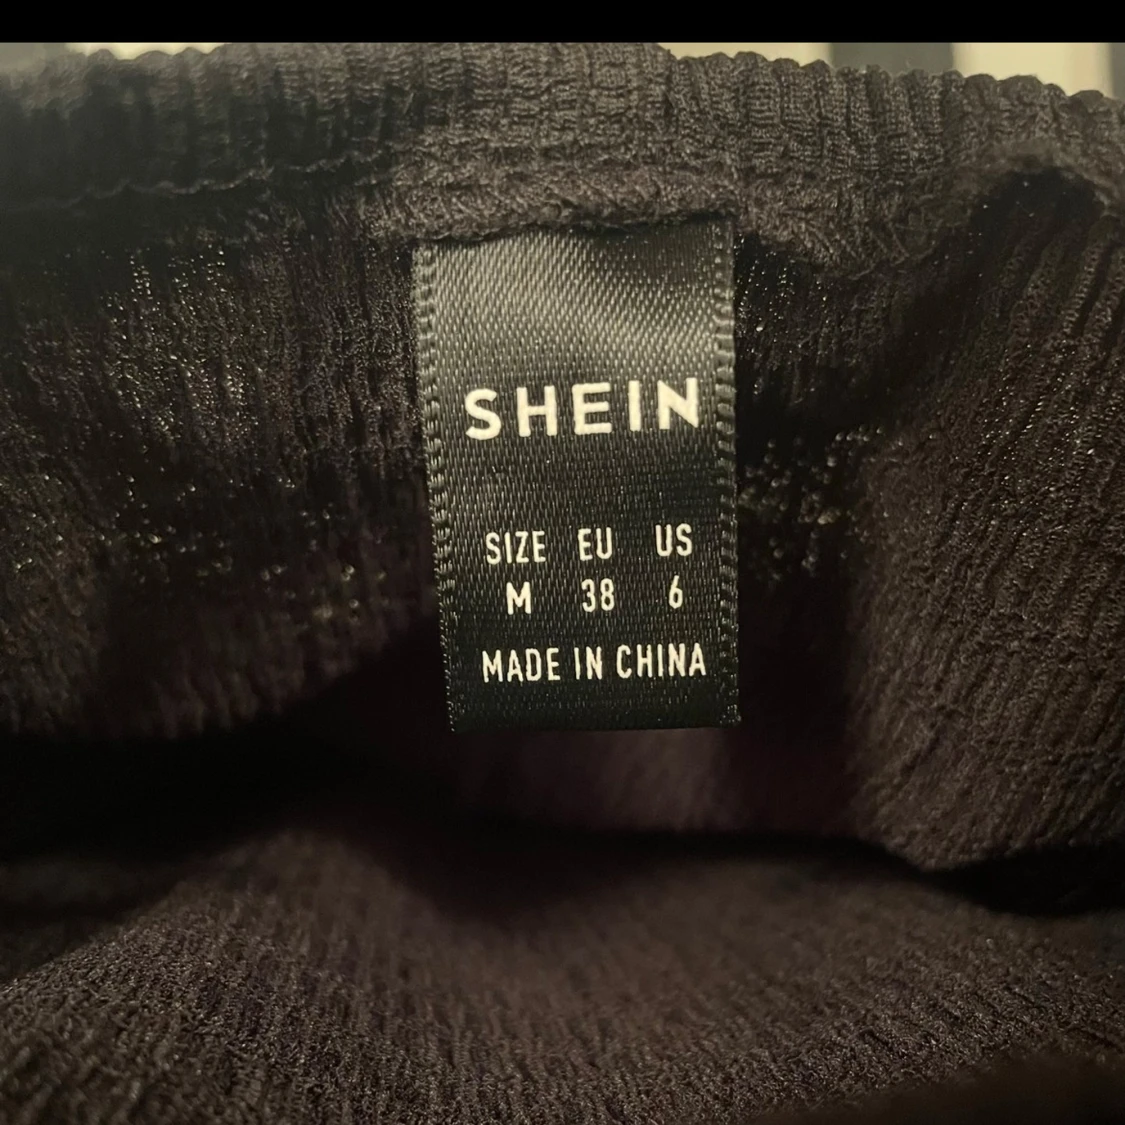 SHEIN
SIZE EU US
M 38 6
MADE IN CHINA